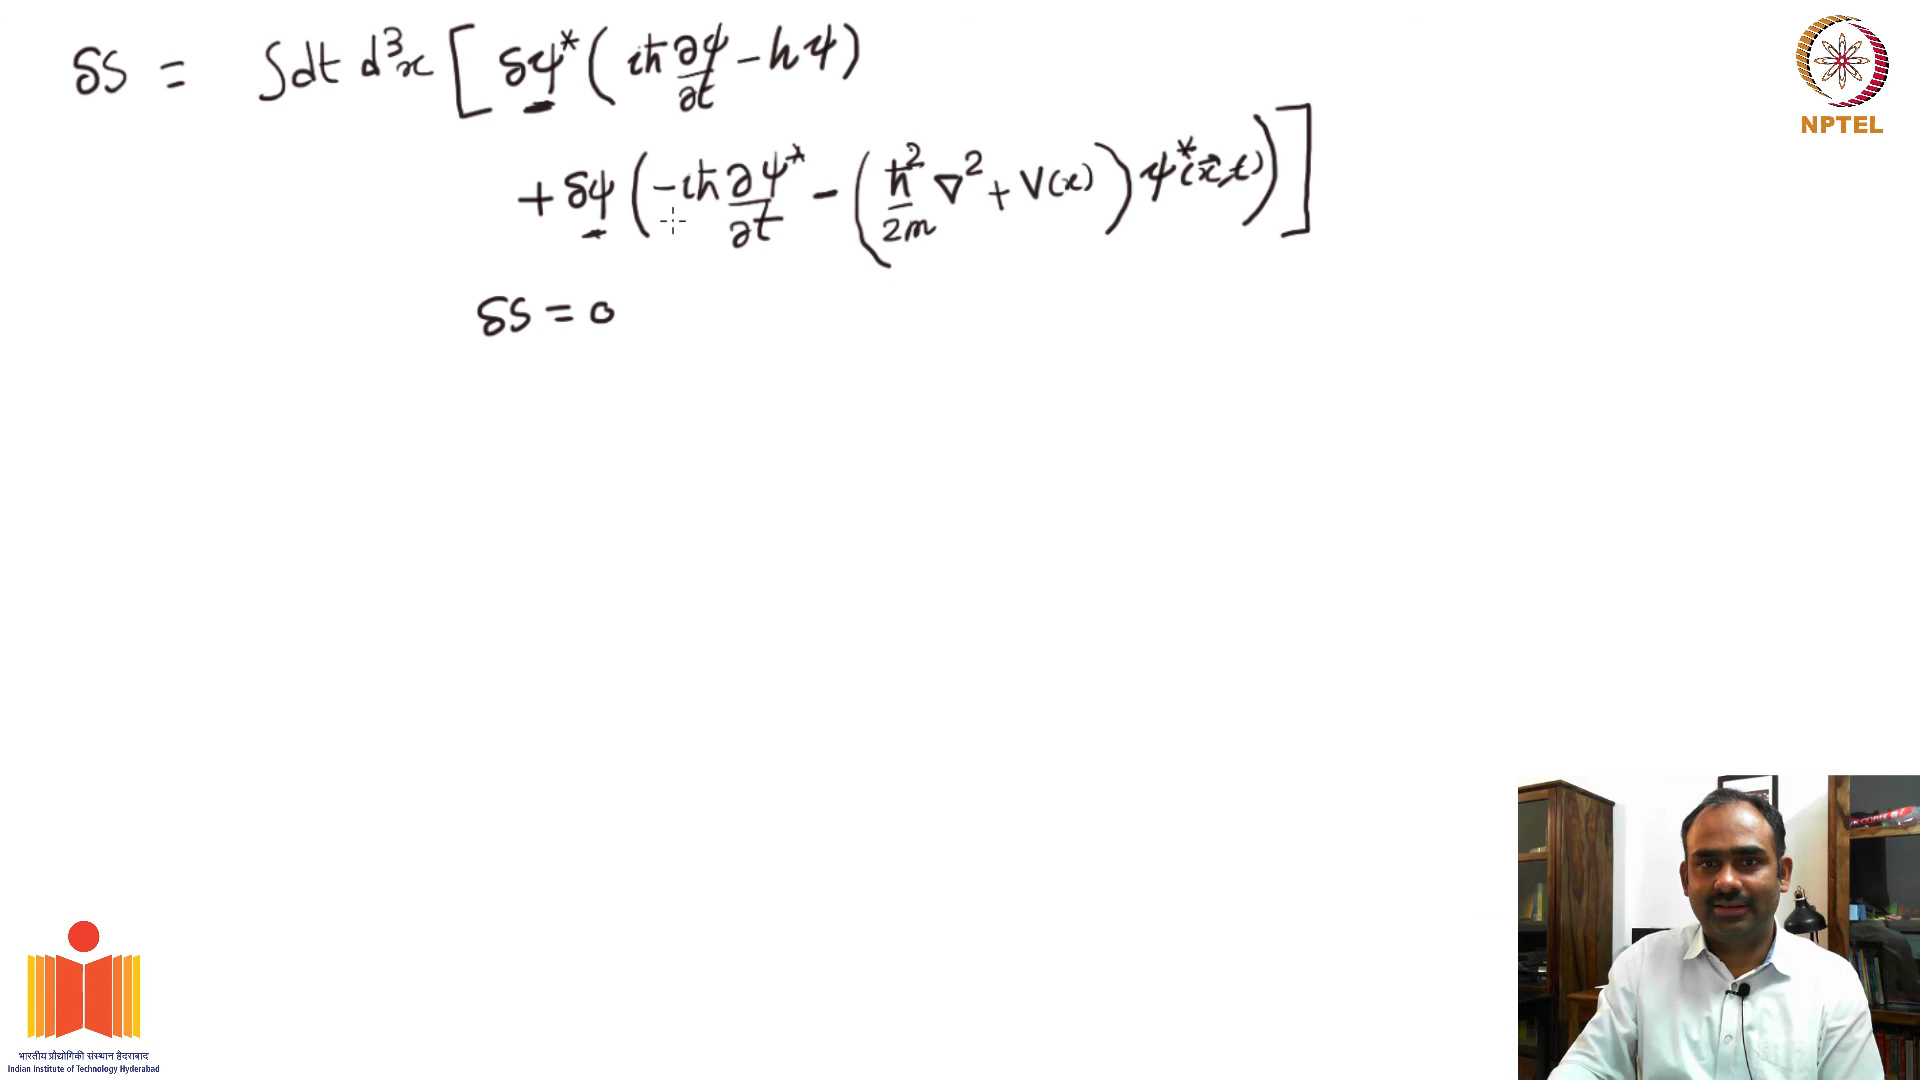 δS = ∫dt d³x [ δψ* ( iħ ∂ψ/∂t - hψ )
+ δψ ( -iħ ∂ψ*/∂t - ( ħ²/2m ∇² + V(x) ) ψ*(x⃗,t) ) ]
δS = 0
NPTEL
भारतीय प्रौद्योगिकी संस्थान हैदराबाद
Indian Institute of Technology Hyderabad